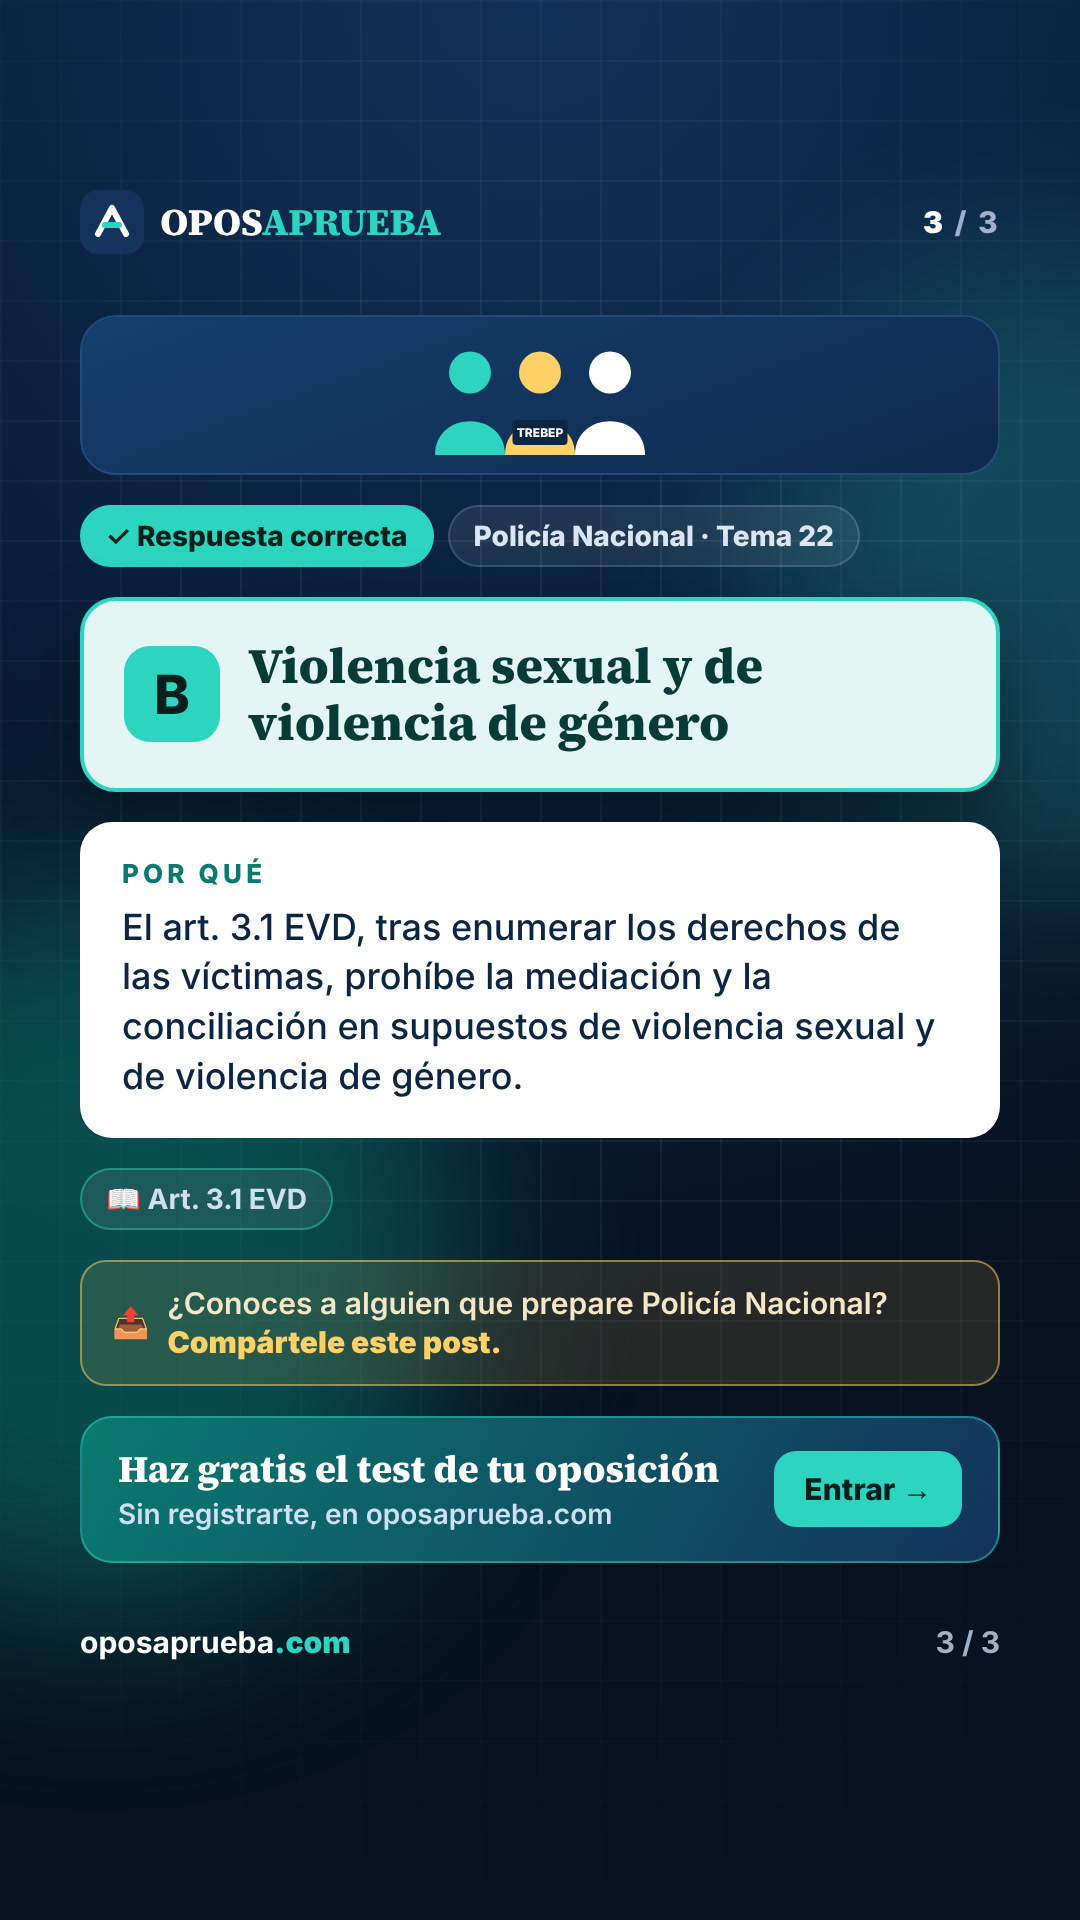 OPOSAPRUEBA
3 / 3
TREBEP
✓ Respuesta correcta
Policía Nacional · Tema 22
B
Violencia sexual y de
violencia de género
POR QUÉ
El art. 3.1 EVD, tras enumerar los derechos de
las víctimas, prohíbe la mediación y la
conciliación en supuestos de violencia sexual y
de violencia de género.
📖 Art. 3.1 EVD
¿Conoces a alguien que prepare Policía Nacional?
Compártele este post.
Haz gratis el test de tu oposición
Sin registrarte, en oposaprueba.com
Entrar →
oposaprueba.com
3 / 3